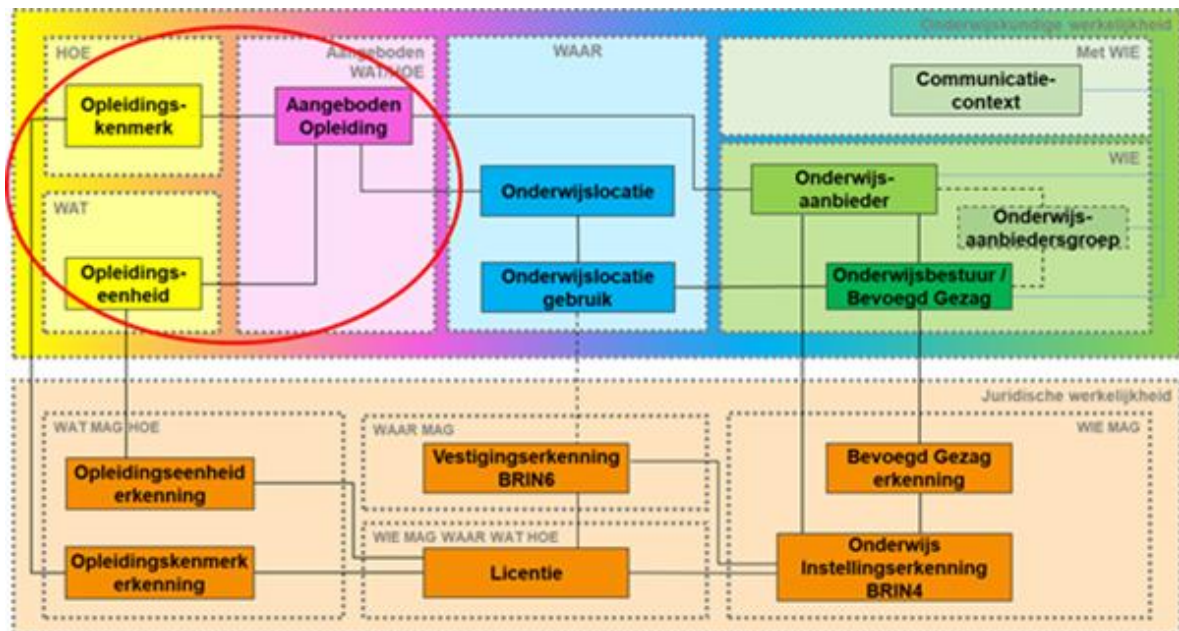 Onderwijskundige werkelijkheid
HOE
Opleidings-
kenmerk
Aangeboden
WAT/HOE
Aangeboden
Opleiding
WAAR
Met WIE
Communicatie-
context
WAT
Opleidings-
eenheid
Onderwijslocatie
Onderwijslocatie
gebruik
WIE
Onderwijs-
aanbieder
Onderwijs-
aanbiedersgroep
Onderwijsbestuur /
Bevoegd Gezag
Juridische werkelijkheid
WAT MAG HOE
Opleidingseenheid
erkenning
Opleidingskenmerk
erkenning
WAAR MAG
Vestigingserkenning
BRIN6
WIE MAG WAAR WAT HOE
Licentie
WIE MAG
Bevoegd Gezag
erkenning
Onderwijs
Instellingserkenning
BRIN4